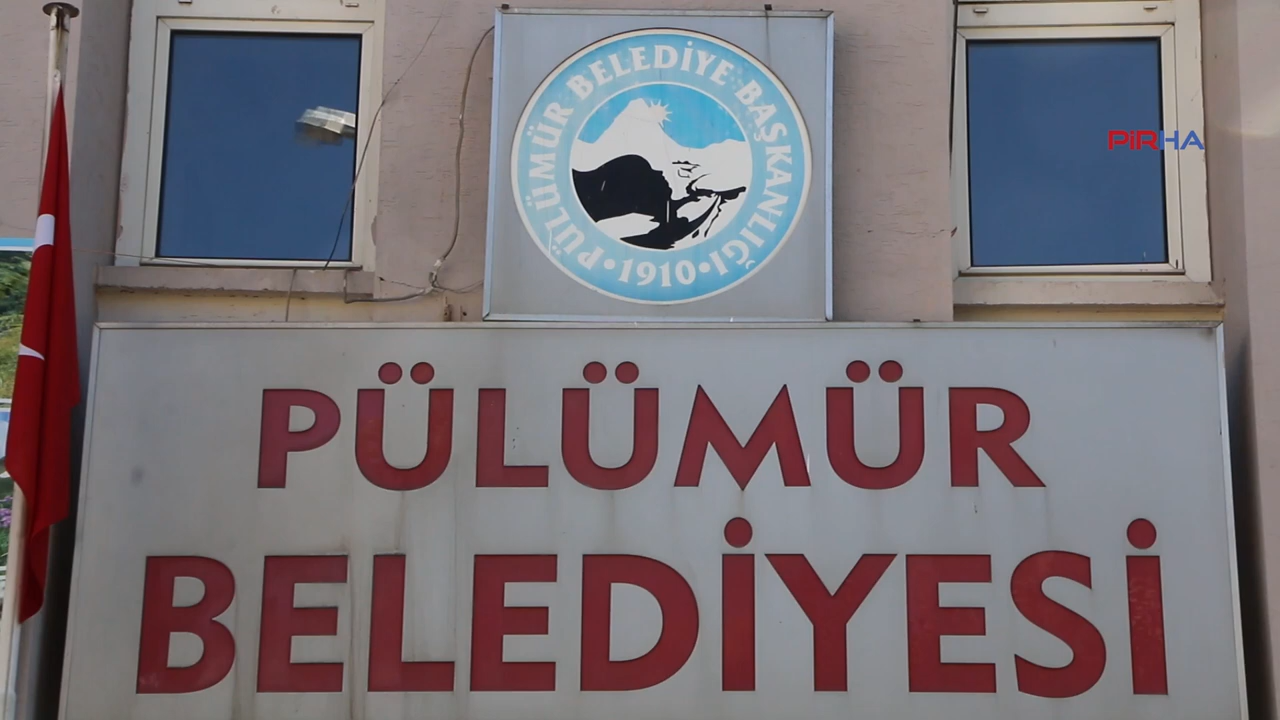 PÜLÜMÜR BELEDİYE BAŞKANLIĞI
• 1910 •
PİRHA
PÜLÜMÜR
BELEDİYESİ